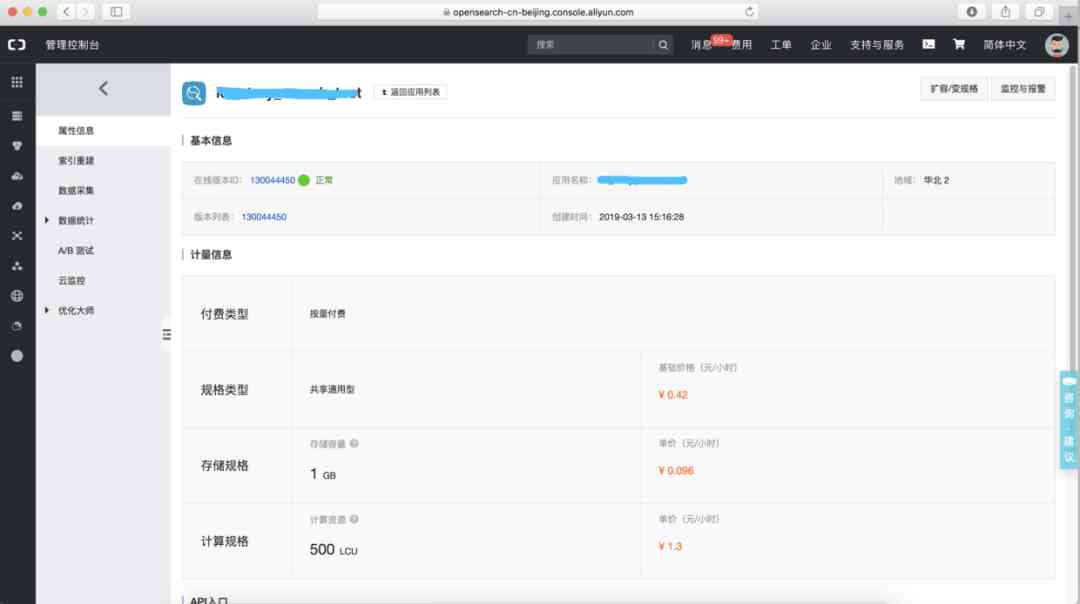 opensearch-cn-beijing.console.aliyun.com
管理控制台
搜索
消息 99+ 费用 工单 企业 支持与服务 简体中文
返回应用列表
扩容/变规格 监控与报警
属性信息
索引重建
数据采集
数据统计
A/B 测试
云监控
优化大师
基本信息
在线版本ID: 130044450 正常 应用名称: 地域: 华北 2
版本列表: 130044450 创建时间: 2019-03-13 15:16:28
计量信息
付费类型 按量付费
规格类型 共享通用型
基础价格（元/小时）
¥ 0.42
存储规格
存储容量
1 GB
单价（元/小时）
¥ 0.096
计算规格
计算资源
500 LCU
单价（元/小时）
¥ 1.3
咨询·建议
API入口